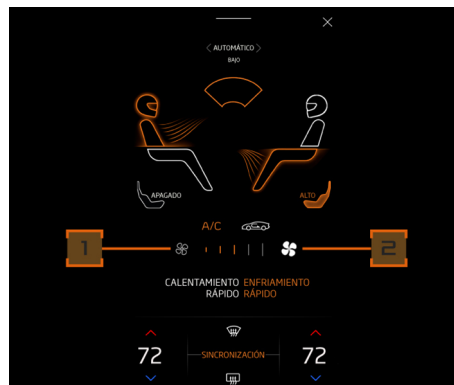 AUTOMÁTICO
BAJO
APAGADO
ALTO
A/C
1
2
CALENTAMIENTO ENFRIAMIENTO
RÁPIDO RÁPIDO
72 SINCRONIZACIÓN 72